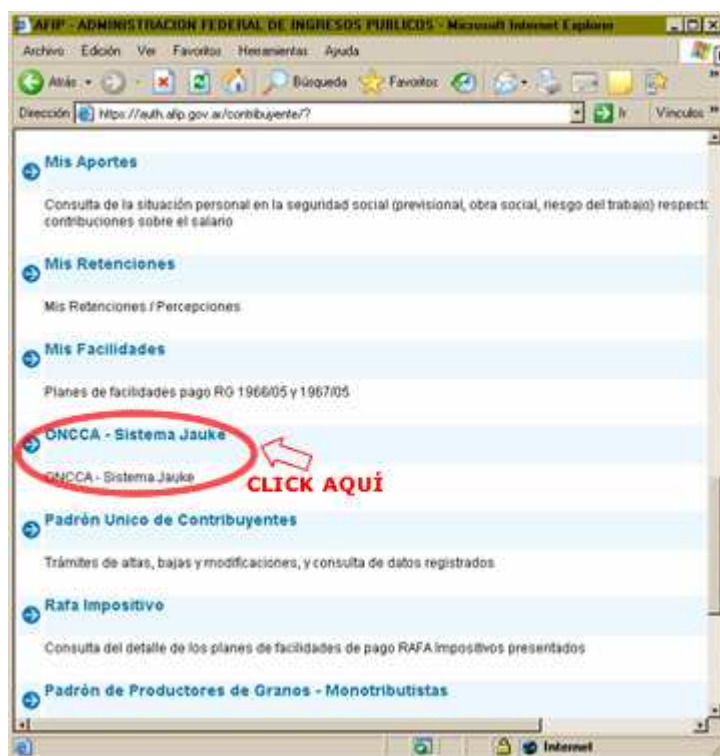 AFIP - ADMINISTRACION FEDERAL DE INGRESOS PUBLICOS - Microsoft Internet Explorer
Archivo Edición Ver Favoritos Herramientas Ayuda
Atrás Búsqueda Favoritos
Dirección https://auth.afip.gov.ar/contribuyente/? Ir Vínculos
Mis Aportes
Consulta de la situación personal en la seguridad social (previsional, obra social, riesgo del trabajo) respecto
contribuciones sobre el salario
Mis Retenciones
Mis Retenciones / Percepciones
Mis Facilidades
Planes de facilidades pago RG 1966/05 y 1967/05
ONCCA - Sistema Jauke
ONCCA - Sistema Jauke
CLICK AQUÍ
Padrón Unico de Contribuyentes
Trámites de altas, bajas y modificaciones, y consulta de datos registrados
Rafa Impositivo
Consulta del detalle de los planes de facilidades de pago RAFA Impositivos presentados
Padrón de Productores de Granos - Monotributistas
Internet